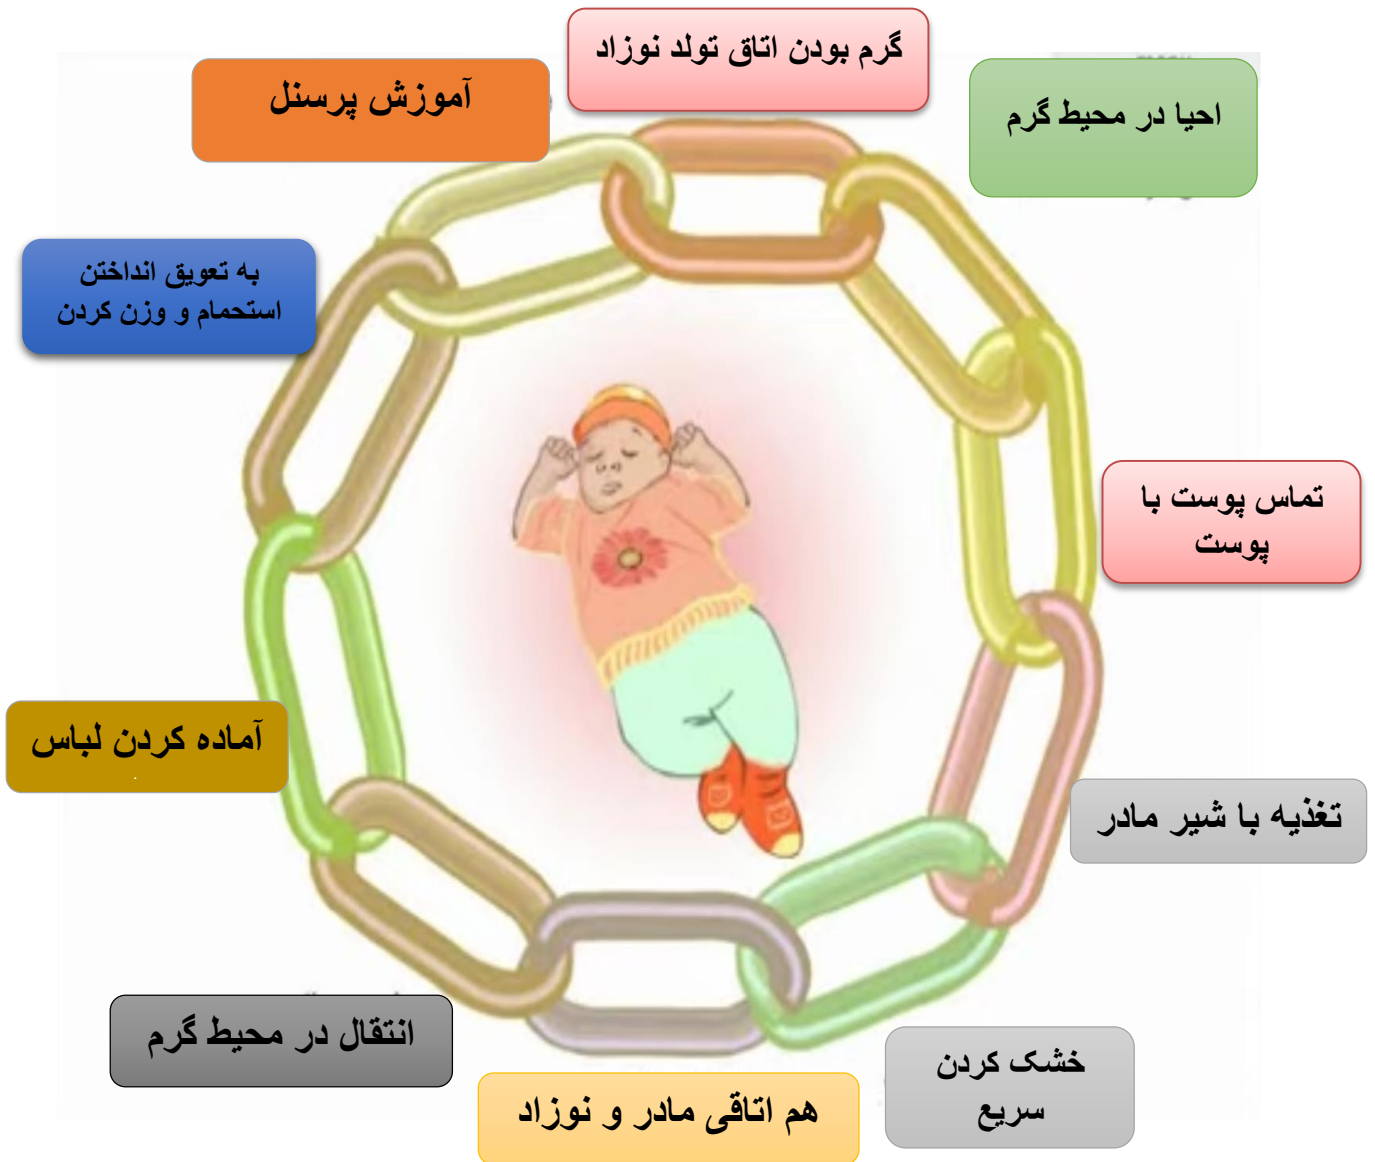 گرم بودن اتاق تولد نوزاد
احیا در محیط گرم
آموزش پرسنل
به تعویق انداختن
استحمام و وزن کردن
تماس پوست با
پوست
آماده کردن لباس
تغذیه با شیر مادر
انتقال در محیط گرم
خشک کردن
سریع
هم اتاقی مادر و نوزاد